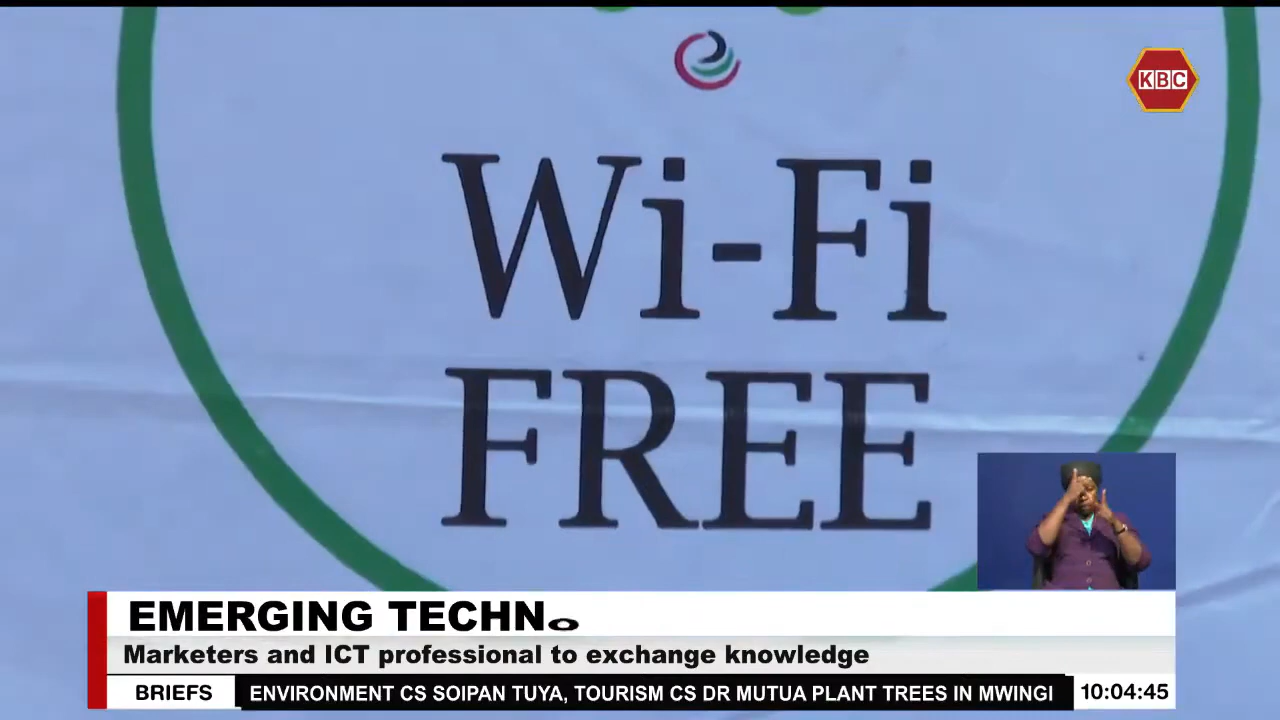 KBC
Wi-Fi
FREE
EMERGING TECHNO
Marketers and ICT professional to exchange knowledge
BRIEFS ENVIRONMENT CS SOIPAN TUYA, TOURISM CS DR MUTUA PLANT TREES IN MWINGI 10:04:45